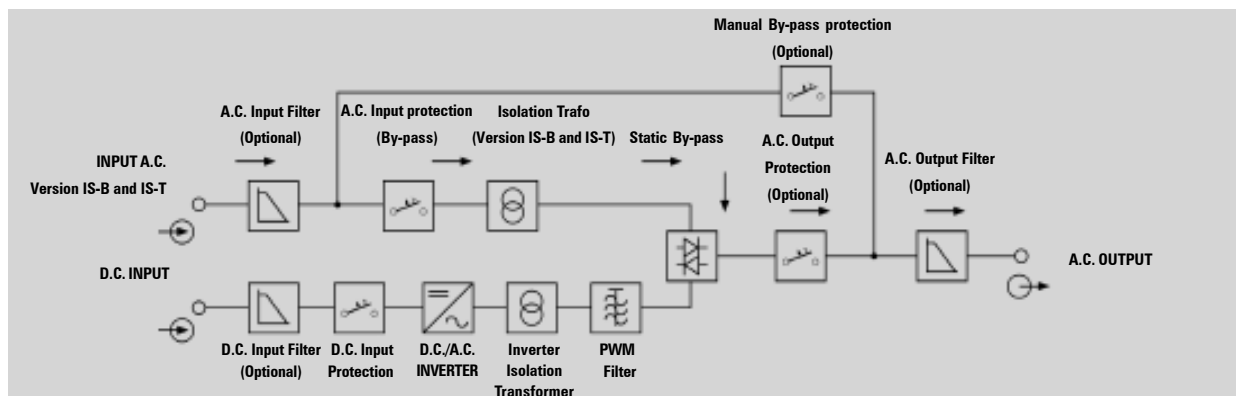 Manual By-pass protection
(Optional)
A.C. Input Filter
(Optional)
A.C. Input protection
(By-pass)
Isolation Trafo
(Version IS-B and IS-T)
Static By-pass
A.C. Output
Protection
(Optional)
A.C. Output Filter
(Optional)
INPUT A.C.
Version IS-B and IS-T
D.C. INPUT
A.C. OUTPUT
D.C. Input Filter
(Optional)
D.C. Input
Protection
D.C./A.C.
INVERTER
Inverter
Isolation
Transformer
PWM
Filter